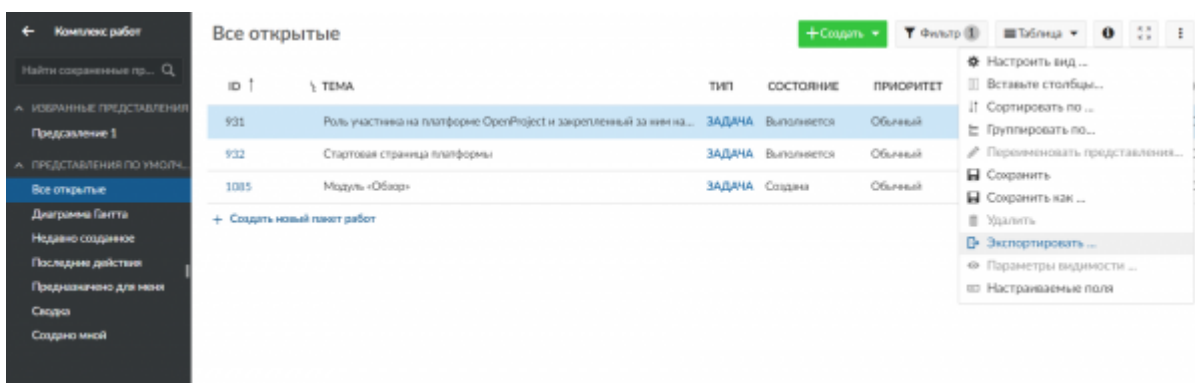 Комплекс работ
Найти сохраненные пр...
ИЗБРАННЫЕ ПРЕДСТАВЛЕНИЯ
Предсавление 1
ПРЕДСТАВЛЕНИЯ ПО УМОЛЧ...
Все открытые
Диаграмма Гантта
Недавно созданное
Последние действия
Предназначено для меня
Сводка
Создано мной
Все открытые
+ Создать
Фильтр 1
Таблица
ID ТЕМА ТИП СОСТОЯНИЕ ПРИОРИТЕТ
931 Роль участника на платформе OpenProject и закрепленный за ним на... ЗАДАЧА Выполняется Обычный
932 Стартовая страница платформы ЗАДАЧА Выполняется Обычный
1085 Модуль «Обзор» ЗАДАЧА Создана Обычный
+ Создать новый пакет работ
Настроить вид ...
Вставьте столбцы...
Сортировать по ...
Группировать по...
Переименовать представления...
Сохранить
Сохранить как ...
Удалить
Экспортировать ...
Параметры видимости ...
Настраиваемые поля